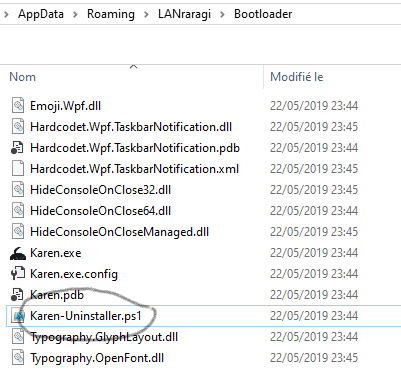 AppData > Roaming > LANraragi > Bootloader
Nom Modifié le
Emoji.Wpf.dll 22/05/2019 23:44
Hardcodet.Wpf.TaskbarNotification.dll 22/05/2019 23:45
Hardcodet.Wpf.TaskbarNotification.pdb 22/05/2019 23:44
Hardcodet.Wpf.TaskbarNotification.xml 22/05/2019 23:45
HideConsoleOnClose32.dll 22/05/2019 23:45
HideConsoleOnClose64.dll 22/05/2019 23:44
HideConsoleOnCloseManaged.dll 22/05/2019 23:45
Karen.exe 22/05/2019 23:44
Karen.exe.config 22/05/2019 23:44
Karen.pdb 22/05/2019 23:44
Karen-Uninstaller.ps1 22/05/2019 23:44
Typography.GlyphLayout.dll 22/05/2019 23:44
Typography.OpenFont.dll 22/05/2019 23:45